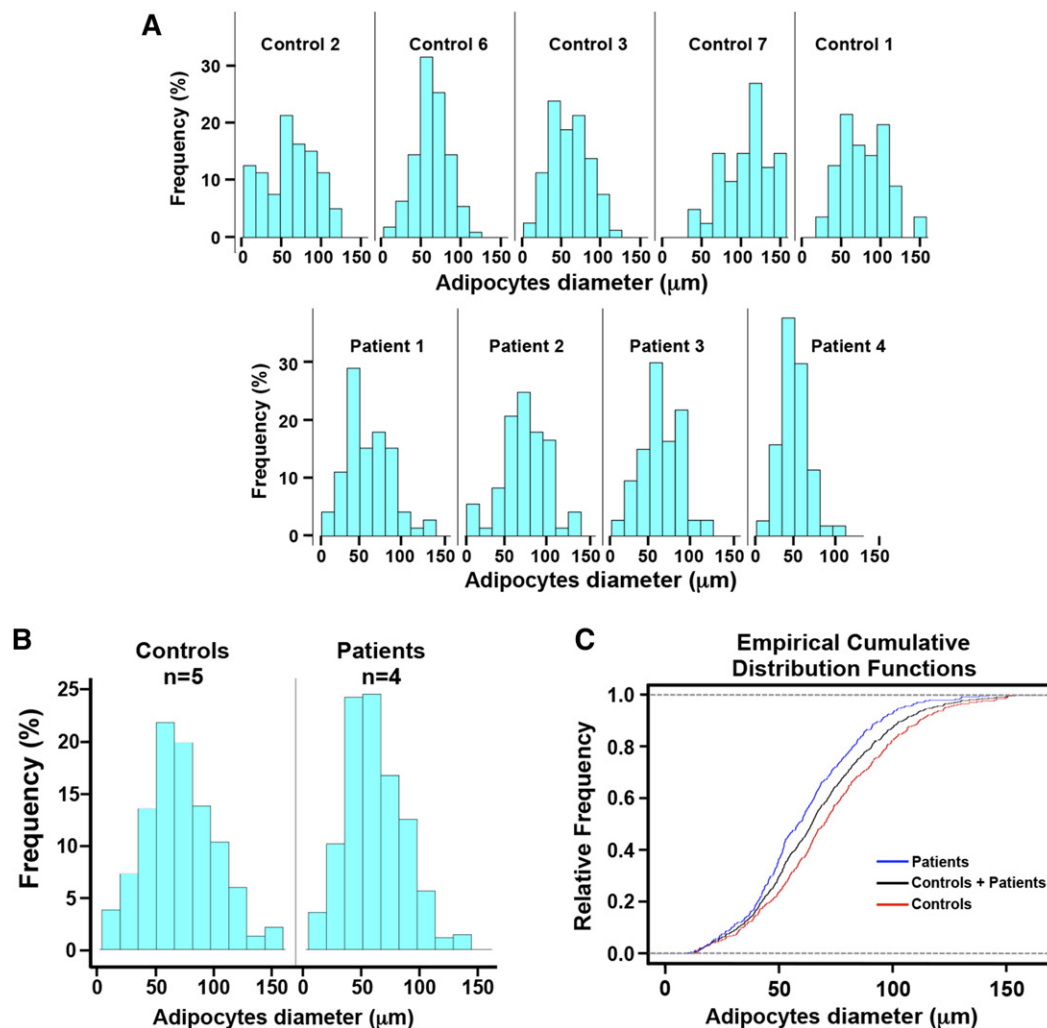 A
Control 2 Control 6 Control 3 Control 7 Control 1
Frequency (%)
30
20
10
0
0 50 100 150 0 50 100 150 0 50 100 150 0 50 100 150 0 50 100 150
Adipocytes diameter (μm)
Patient 1 Patient 2 Patient 3 Patient 4
Frequency (%)
30
20
10
0
0 50 100 150 0 50 100 150 0 50 100 150 0 50 100 150
Adipocytes diameter (μm)
B
Controls Patients
n=5 n=4
Frequency (%)
25
20
15
10
5
0
0 50 100 150 0 50 100 150
Adipocytes diameter (μm)
C
Empirical Cumulative
Distribution Functions
Relative Frequency
1.0
0.8
0.6
0.4
0.2
0.0
Patients
Controls + Patients
Controls
0 50 100 150
Adipocytes diameter (μm)